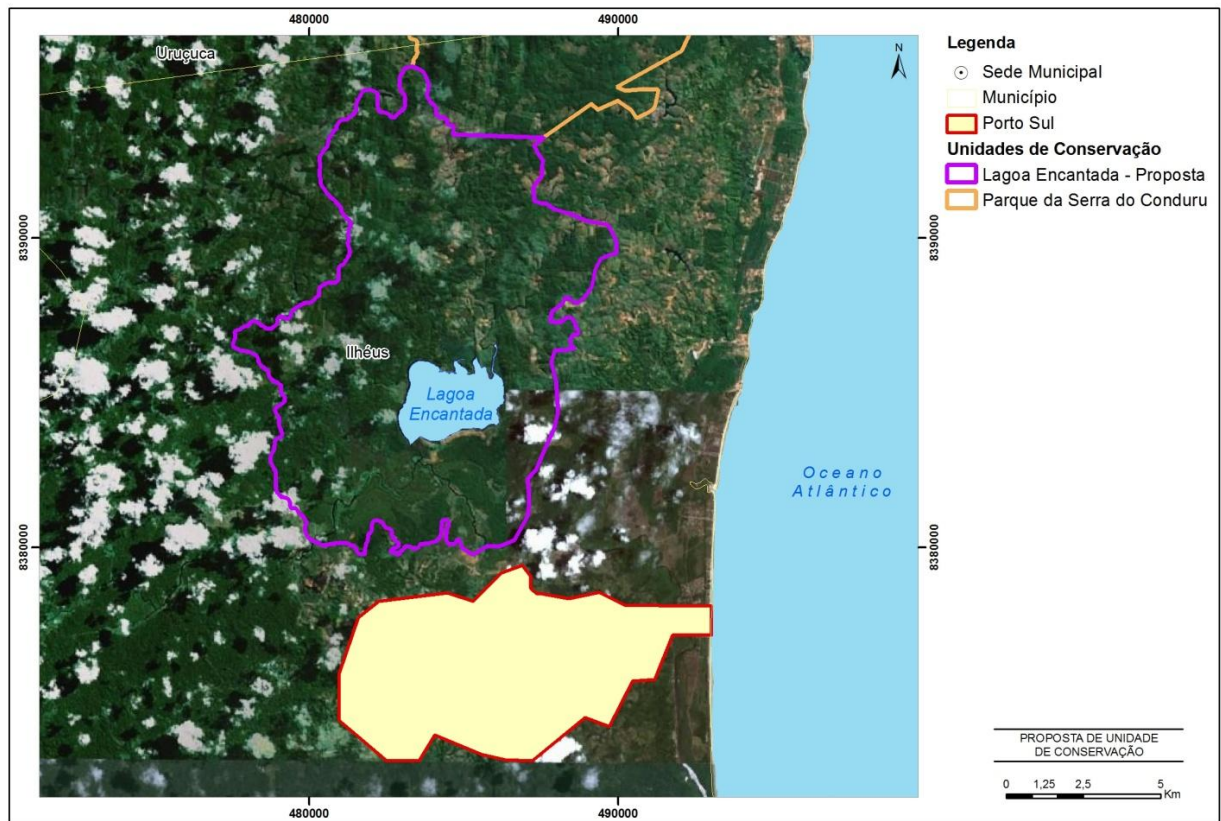 480000
490000
Uruçuca
N
8390000
8390000
Ilhéus
Lagoa
Encantada
Oceano
Atlântico
8380000
8380000
480000
490000
Legenda
Sede Municipal
Município
Porto Sul
Unidades de Conservação
Lagoa Encantada - Proposta
Parque da Serra do Conduru
PROPOSTA DE UNIDADE
DE CONSERVAÇÃO
0 1,25 2,5 5
Km